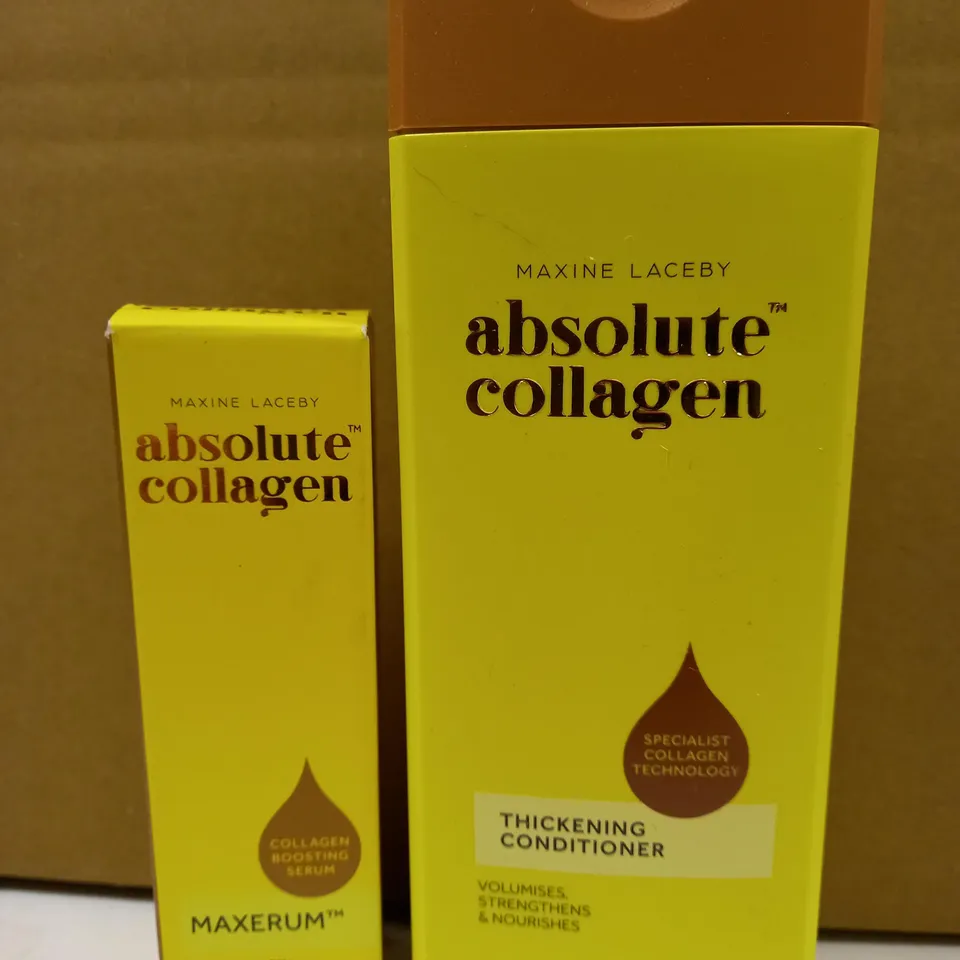 collagen
MAXINE LACEBY
absolute™
collagen
COLLAGEN
BOOSTING
SERUM
MAXERUM™
MAXINE LACEBY
absolute™
collagen
SPECIALIST
COLLAGEN
TECHNOLOGY
THICKENING
CONDITIONER
VOLUMISES,
STRENGTHENS
& NOURISHES